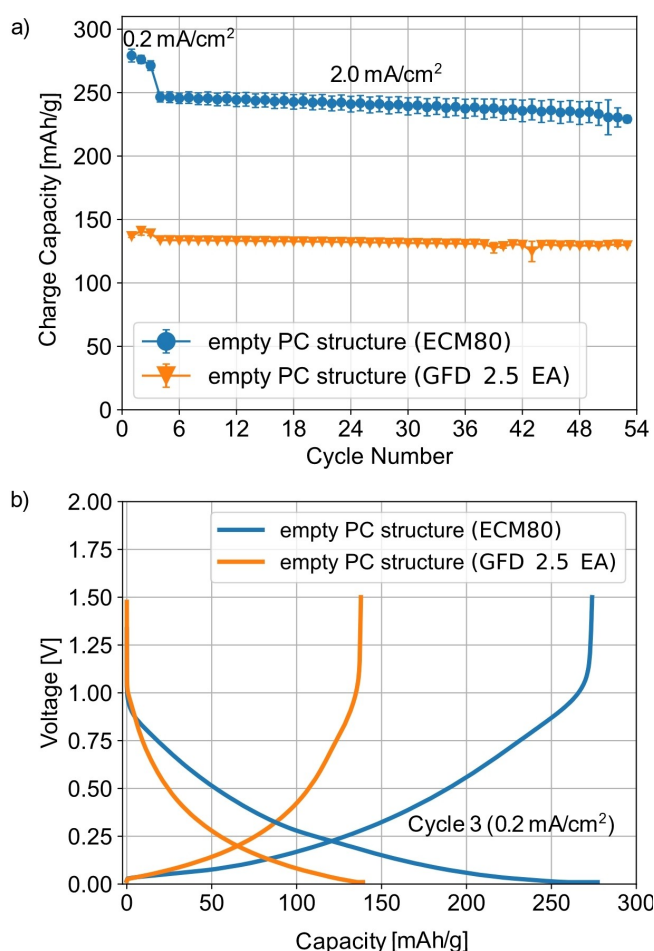 a)
300
0.2 mA/cm²
2.0 mA/cm²
250
200
150
100
50
0
Charge Capacity [mAh/g]
empty PC structure (ECM80)
empty PC structure (GFD 2.5 EA)
0 6 12 18 24 30 36 42 48 54
Cycle Number
b)
2.00
1.75
1.50
1.25
1.00
0.75
0.50
0.25
0.00
Voltage [V]
empty PC structure (ECM80)
empty PC structure (GFD 2.5 EA)
Cycle 3 (0.2 mA/cm²)
0 50 100 150 200 250 300
Capacity [mAh/g]